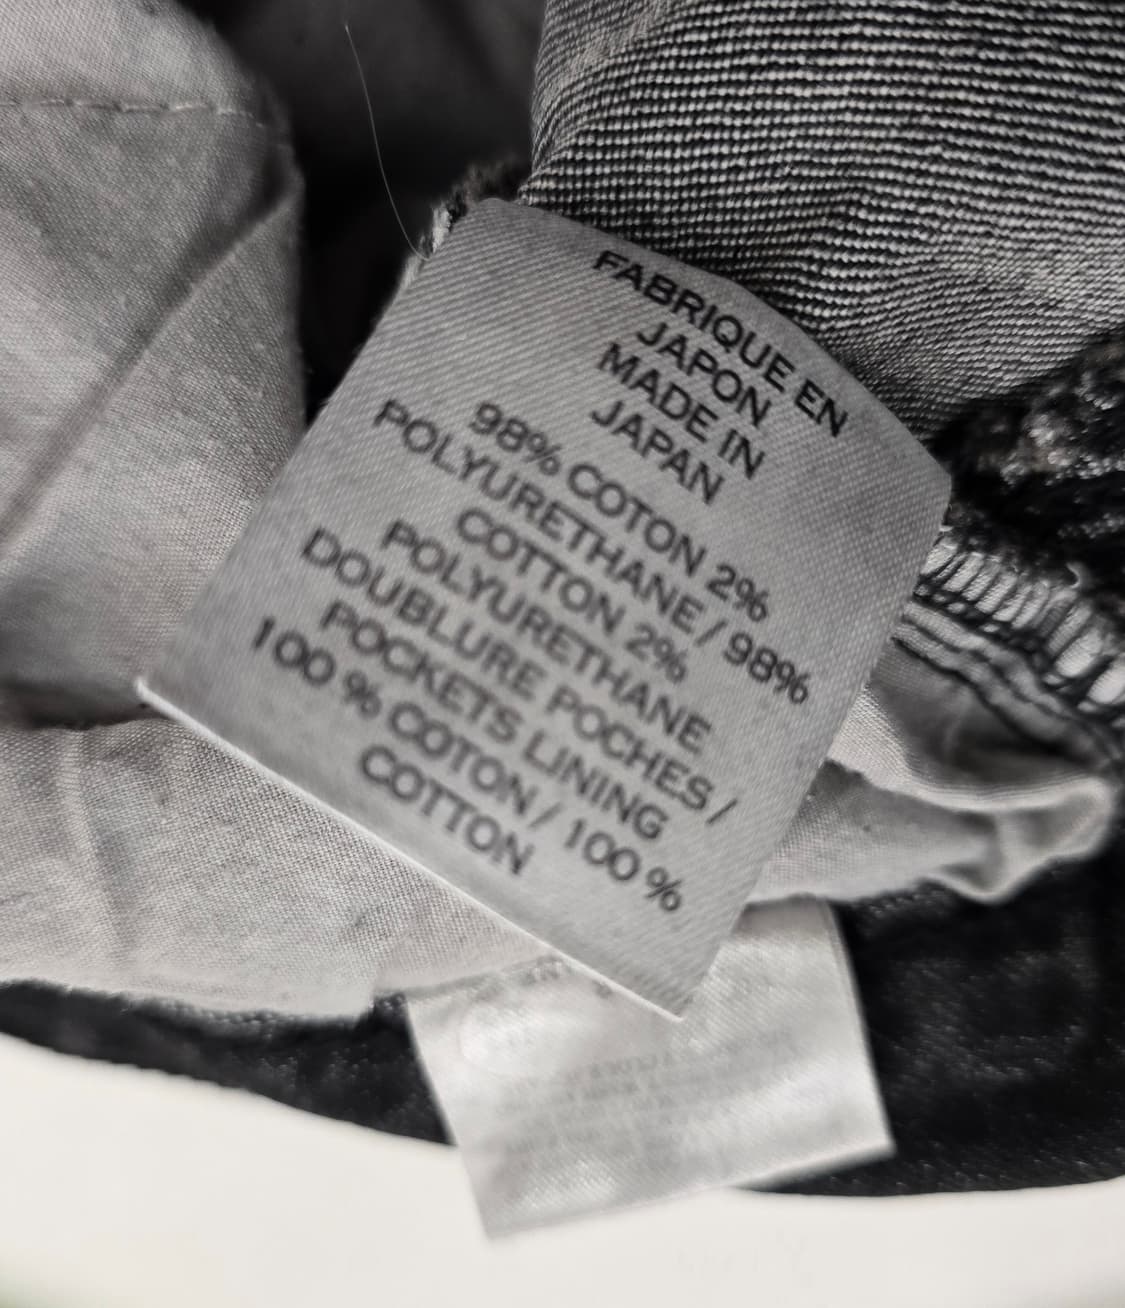 FABRIQUE EN
JAPON
MADE IN
JAPAN
98% COTON 2%
POLYURETHANE / 98%
COTTON 2%
POLYURETHANE
DOUBLURE POCHES /
POCKETS LINING
100 % COTON / 100 %
COTTON